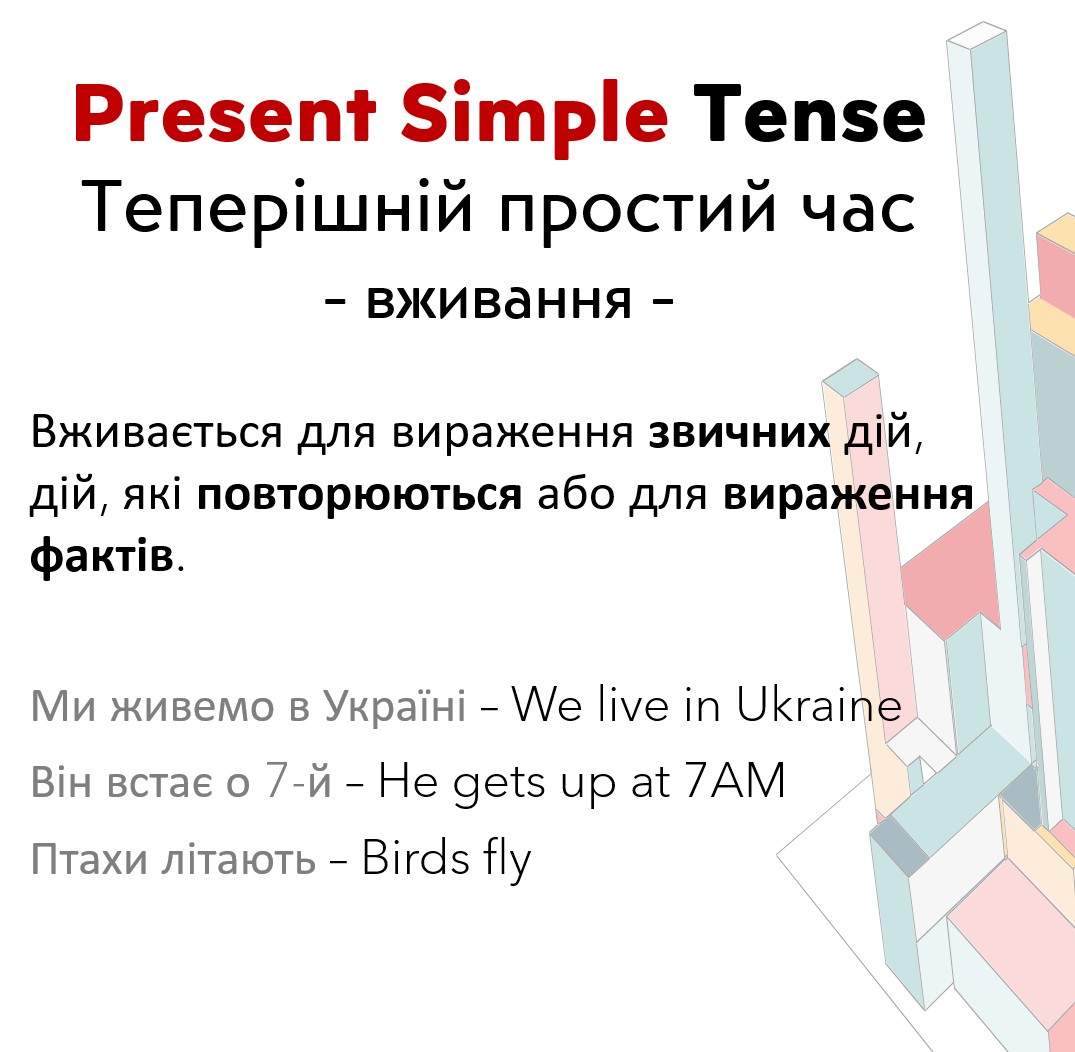 Present Simple Tense
Теперішній простий час
– вживання –
Вживається для вираження звичних дій,
дій, які повторюються або для вираження
фактів.
Ми живемо в Україні – We live in Ukraine
Він встає о 7-й – He gets up at 7AM
Птахи літають – Birds fly